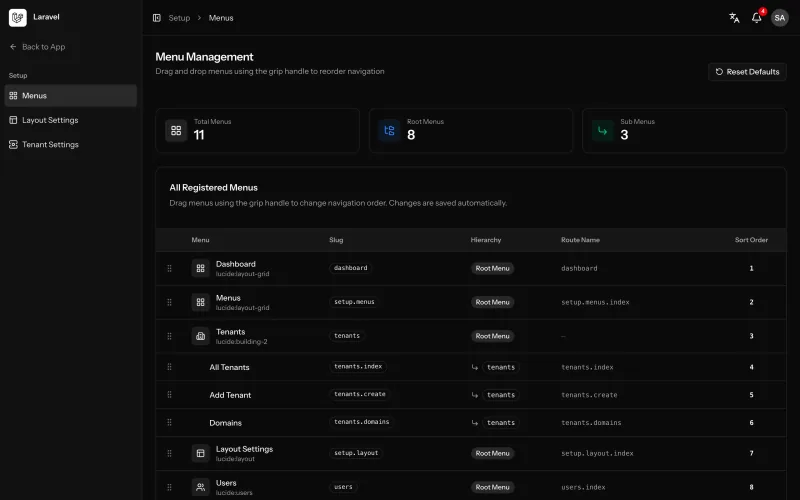 Laravel
Setup
Menus
4
SA
Back to App
Setup
Menus
Layout Settings
Tenant Settings
Menu Management
Drag and drop menus using the grip handle to reorder navigation
Reset Defaults
Total Menus
11
Root Menus
8
Sub Menus
3
All Registered Menus
Drag menus using the grip handle to change navigation order. Changes are saved automatically.
Menu Slug Hierarchy Route Name Sort Order
Dashboard
lucide:layout-grid
dashboard Root Menu dashboard 1
Menus
lucide:layout-grid
setup.menus Root Menu setup.menus.index 2
Tenants
lucide:building-2
tenants Root Menu — 3
All Tenants tenants.index tenants tenants.index 4
Add Tenant tenants.create tenants tenants.create 5
Domains tenants.domains tenants tenants.domains 6
Layout Settings
lucide:layout
setup.layout Root Menu setup.layout.index 7
Users
lucide:users
users Root Menu users.index 8